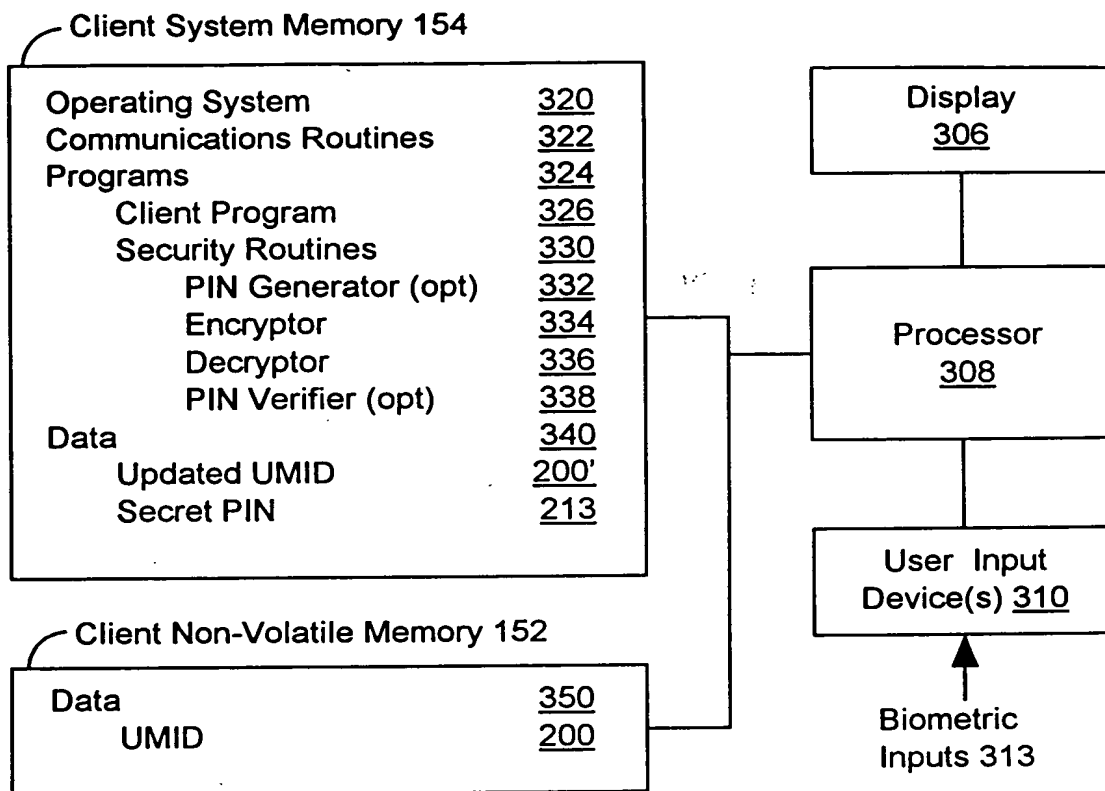 Client System Memory 154
Operating System 320
Communications Routines 322
Programs 324
Client Program 326
Security Routines 330
PIN Generator (opt) 332
Encryptor 334
Decryptor 336
PIN Verifier (opt) 338
Data 340
Updated UMID 200'
Secret PIN 213
Client Non-Volatile Memory 152
Data 350
UMID 200
Display
306
Processor
308
User Input
Device(s) 310
Biometric
Inputs 313